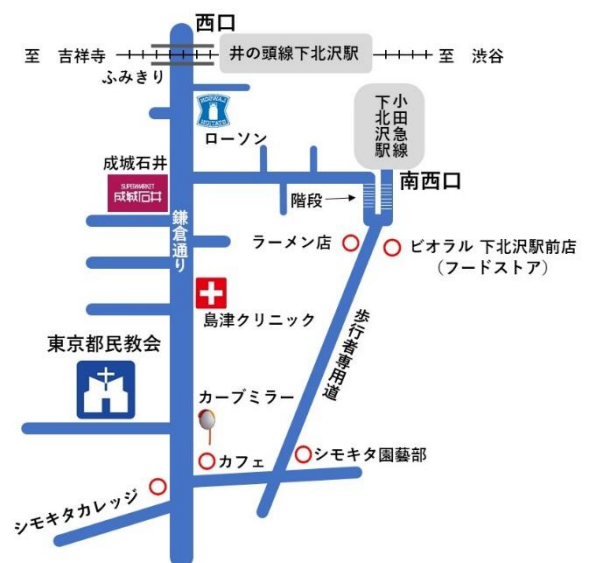 西口
至 吉祥寺
井の頭線下北沢駅
至 渋谷
ふみきり
LAWSON
ローソン
小田急線
下北沢駅
成城石井
SUPERMARKET
成城石井
階段
南西口
鎌倉通り
ラーメン店
ビオラル 下北沢駅前店
(フードストア)
島津クリニック
歩行者専用道
東京都民教会
カーブミラー
カフェ
シモキタ園藝部
シモキタカレッジ